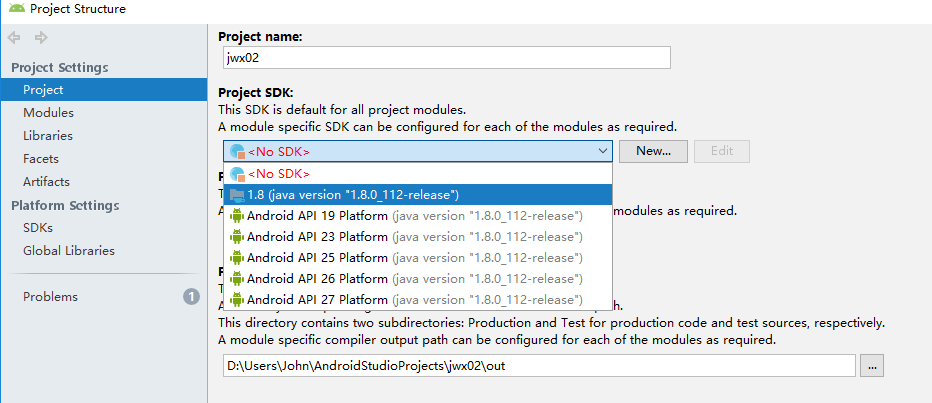 Project Structure
Project Settings
Project
Modules
Libraries
Facets
Artifacts
Platform Settings
SDKs
Global Libraries
Problems
1
Project name:
jwx02
Project SDK:
This SDK is default for all project modules.
A module specific SDK can be configured for each of the modules as required.
<No SDK>
New...
Edit
<No SDK>
1.8 (java version "1.8.0_112-release")
Android API 19 Platform (java version "1.8.0_112-release")
modules as required.
Android API 23 Platform (java version "1.8.0_112-release")
Android API 25 Platform (java version "1.8.0_112-release")
Android API 26 Platform (java version "1.8.0_112-release")
Android API 27 Platform (java version "1.8.0_112-release")
This directory contains two subdirectories: Production and Test for production code and test sources, respectively.
A module specific compiler output path can be configured for each of the modules as required.
D:\Users\John\AndroidStudioProjects\jwx02\out
...